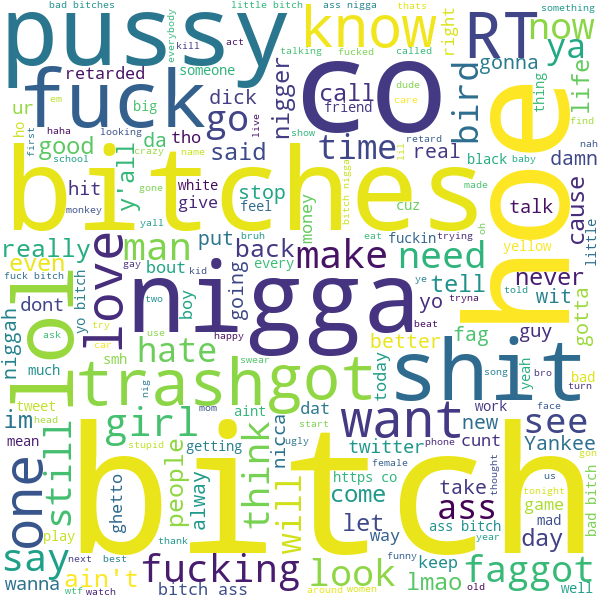 bad bitches
little bitch
ass nigga
thats
something
pussy
know
RT
now
everybody
kill
act
talking
fucked
called
right
ya
retarded
someone
fuck
co
gonna
dude
care
em
ur
big
dick
go
nigger
call
friend
bird
thing
life
ho
first
haha
looking
live
show
retard
lil
find
hoe
good
da
tho
said
time
real
damn
nah
school
crazy
name
bitches
black
baby
y'all
hit
gone
white
stop
cuz
made
monkey
give
feel
money
bitch nigga
talk
cause
lol
love
yall
bruh
eat
trying
oh
yellow
little
really
man
put
back
make
need
never
even
fuck bitch
yo bitch
bout
gay
kid
going
every
nigga
yo
ye
tell
told
wit
gotta
dont
boy
tryna
niggah
two
hate
happy
beat
fag
better
guy
much
ask
try
car
use
smh
swear
today
song
bro
yeah
turn
bad
shit
trash
got
nig
mom
aint
im
tweet
head
girl
dat
start
want
work
face
see
mean
stupid
getting
ugly
nicca
twitter
phone
new
cunt
Yankee
us
gon
one
still
play
ghetto
people
alway
think
will
female
https co
thought
tonight
bad bitch
bitch
come
take
game
ass
mad
day
say
thank
let
way
ass bitch
year
next
best
fucking
look
funny
keep
faggot
wanna
ain't
wtf
watch
bitch ass
around
women
lmao
old
well